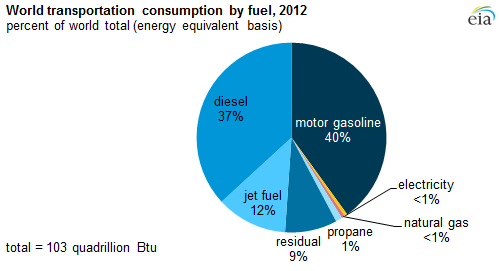 World transportation consumption by fuel, 2012
percent of world total (energy equivalent basis)
eia
diesel
37%
motor gasoline
40%
jet fuel
12%
electricity
<1%
natural gas
<1%
propane
1%
residual
9%
total = 103 quadrillion Btu